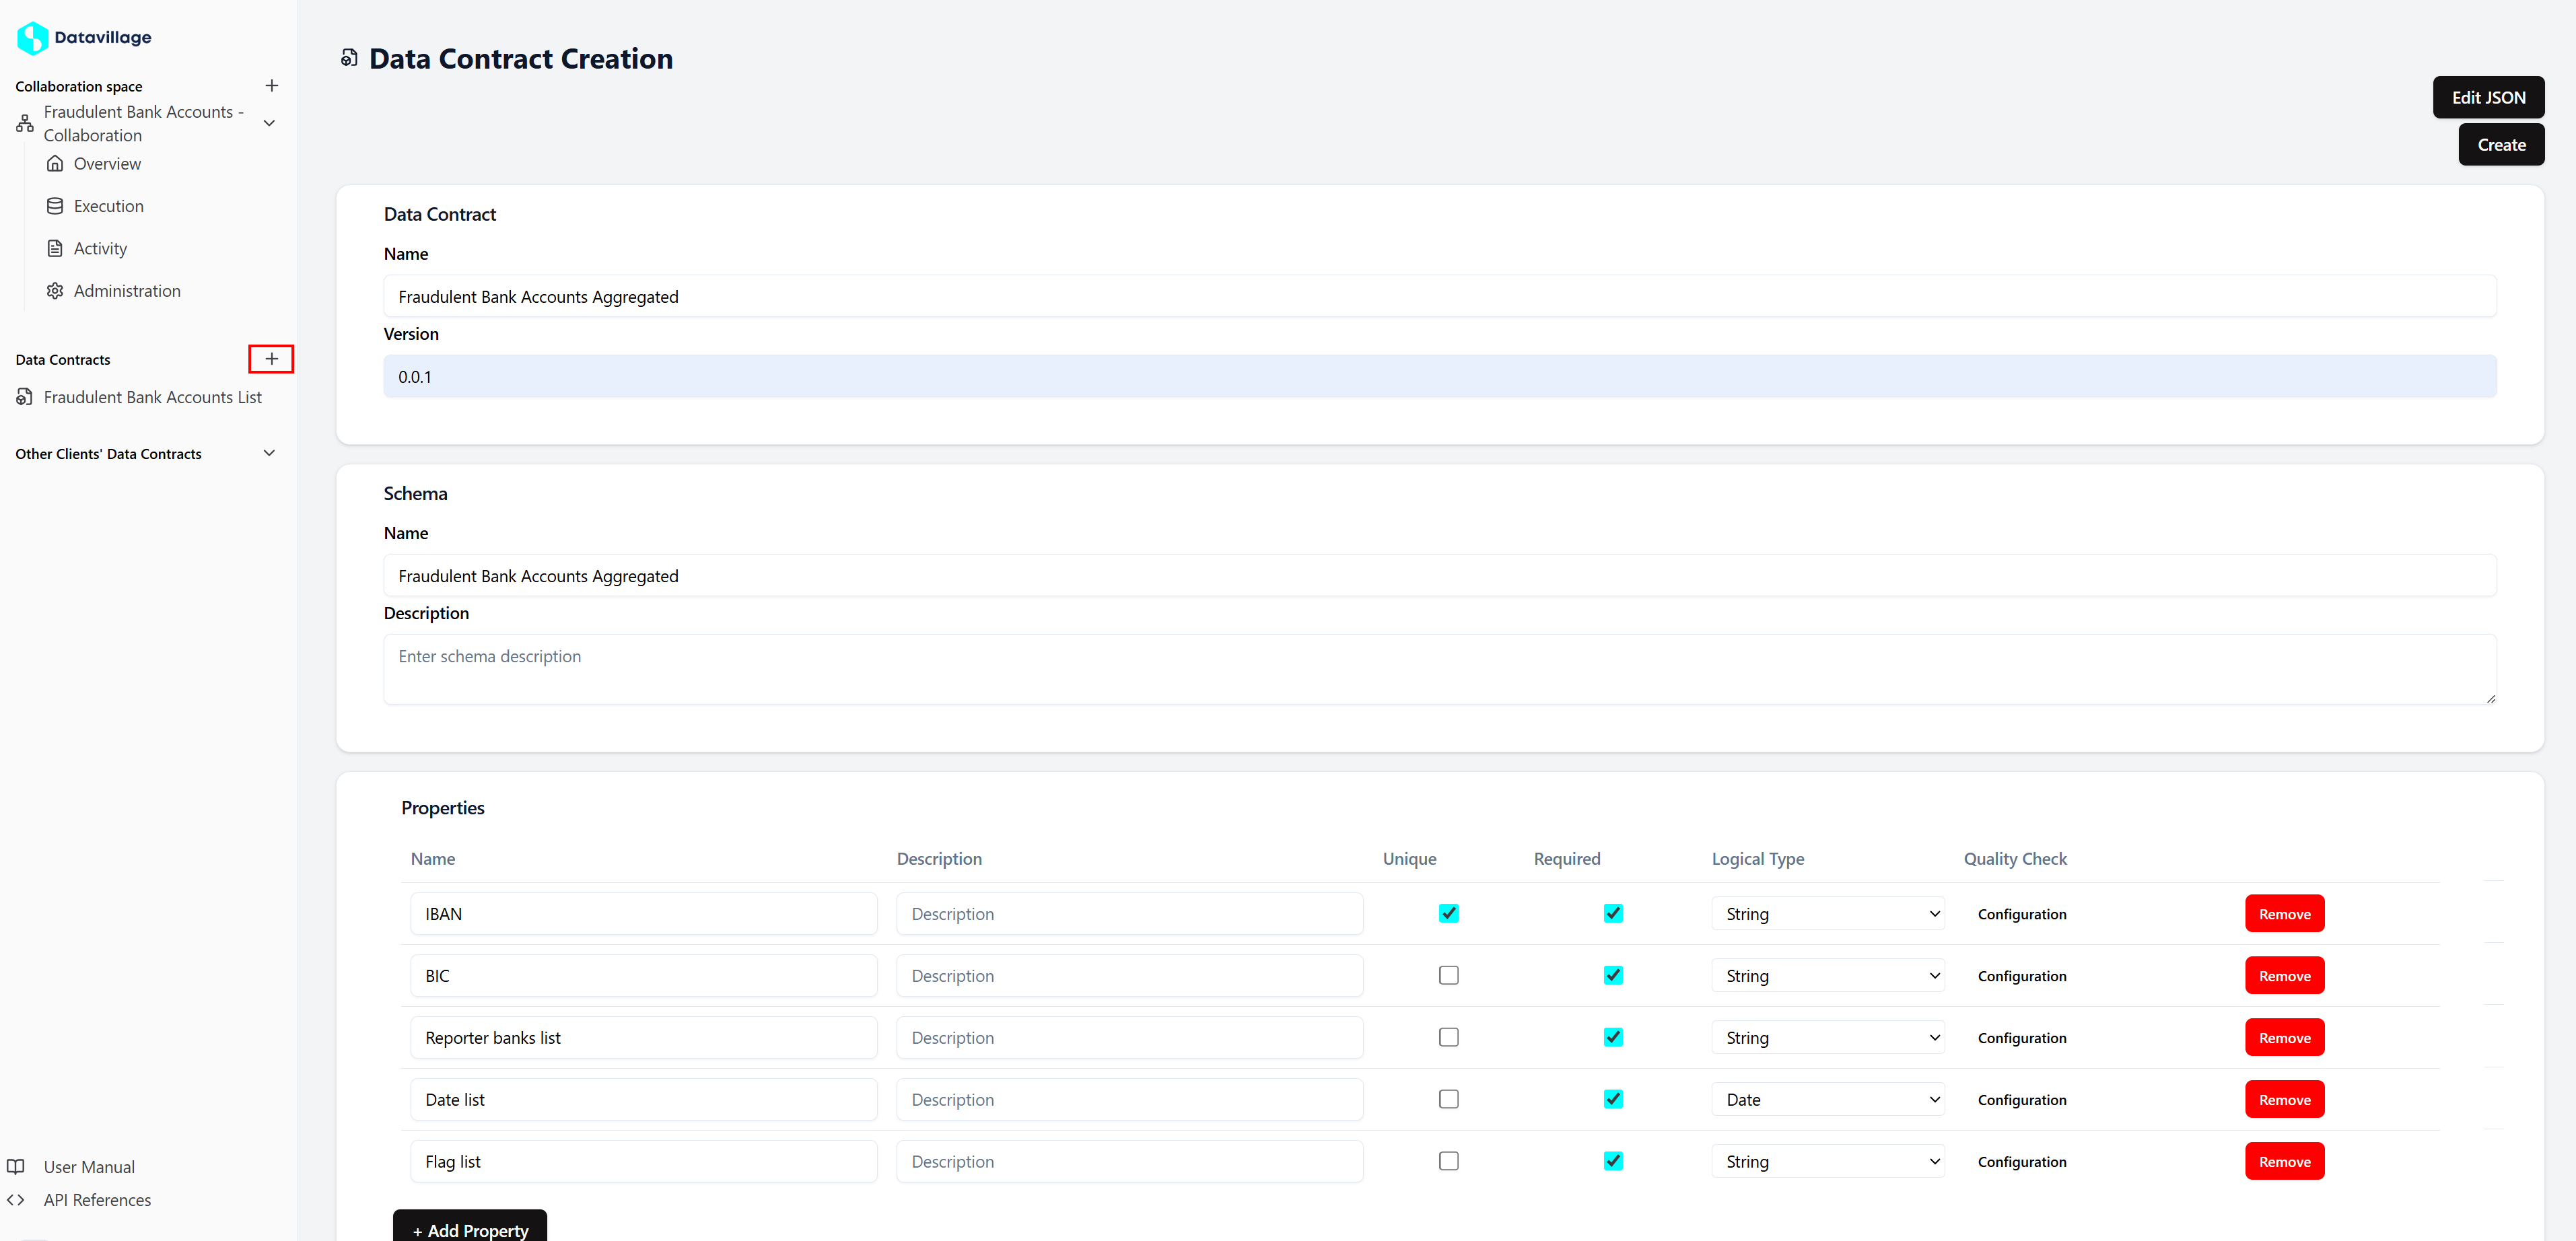 Datavillage
Collaboration space
Fraudulent Bank Accounts -
Collaboration
Overview
Execution
Activity
Administration
Data Contracts
Fraudulent Bank Accounts List
Other Clients' Data Contracts
User Manual
API References
Data Contract Creation
Edit JSON
Create
Data Contract
Name
Fraudulent Bank Accounts Aggregated
Version
0.0.1
Schema
Name
Fraudulent Bank Accounts Aggregated
Description
Enter schema description
Properties
Name Description Unique Required Logical Type Quality Check
IBAN Description String Configuration Remove
BIC Description String Configuration Remove
Reporter banks list Description String Configuration Remove
Date list Description Date Configuration Remove
Flag list Description String Configuration Remove
+ Add Property